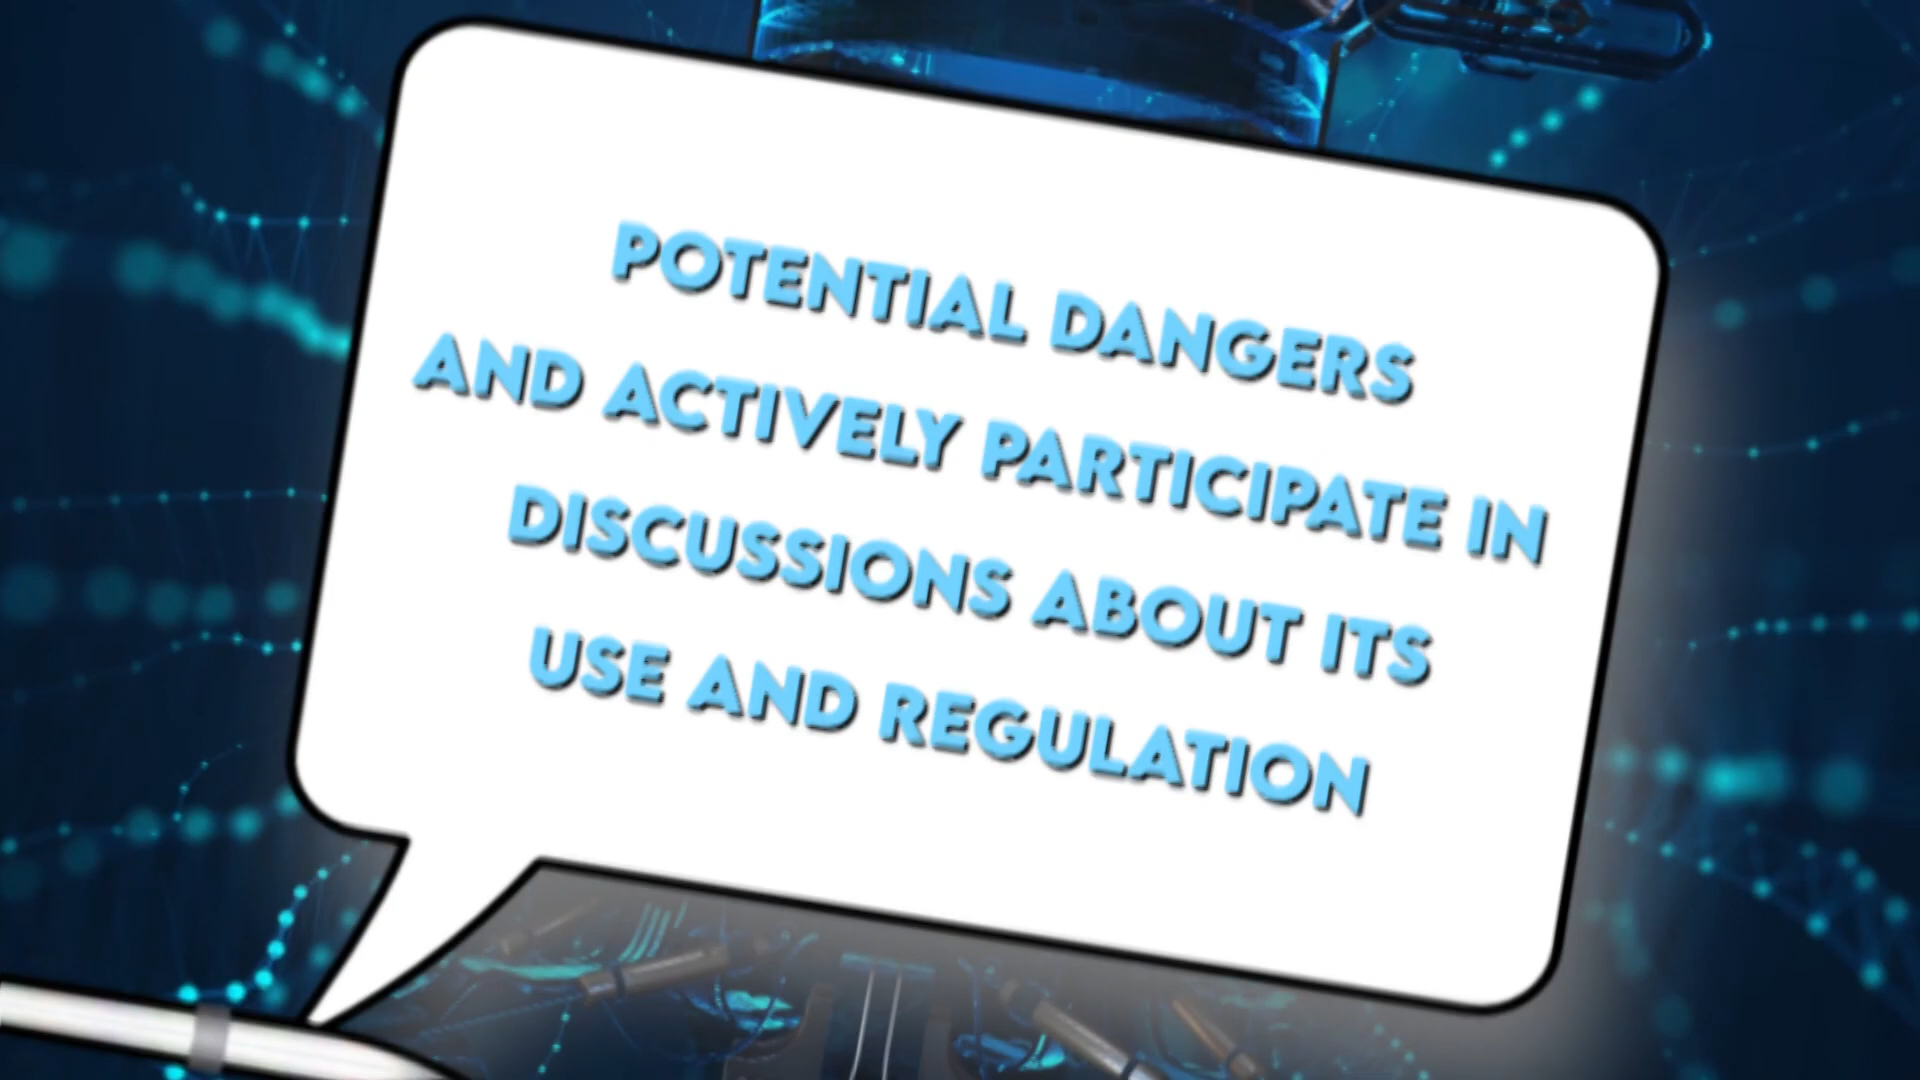 POTENTIAL DANGERS
AND ACTIVELY PARTICIPATE IN
DISCUSSIONS ABOUT ITS
USE AND REGULATION